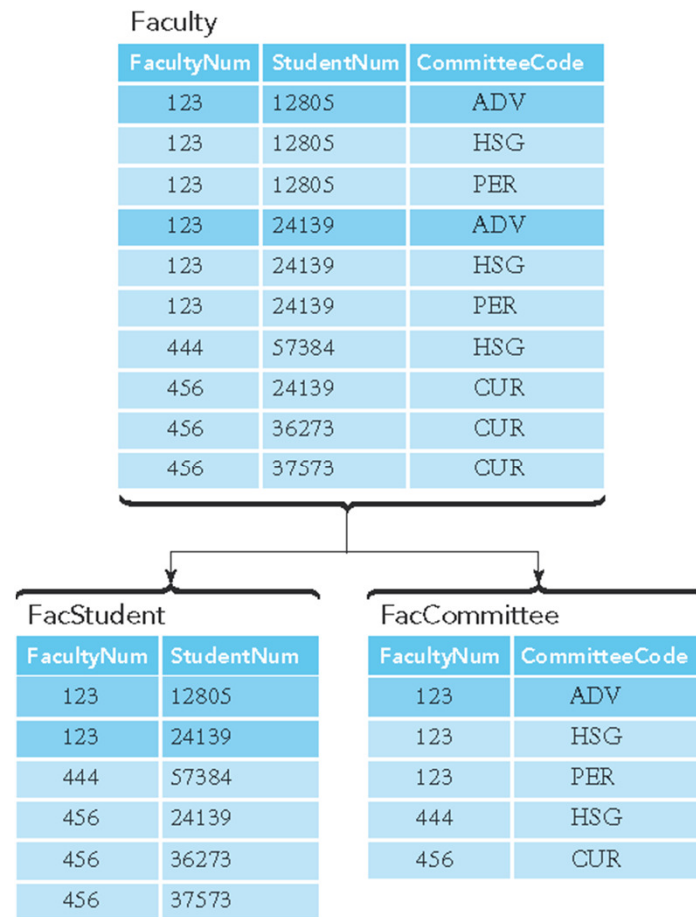 Faculty
FacultyNum StudentNum CommitteeCode
123 12805 ADV
123 12805 HSG
123 12805 PER
123 24139 ADV
123 24139 HSG
123 24139 PER
444 57384 HSG
456 24139 CUR
456 36273 CUR
456 37573 CUR
FacStudent
FacultyNum StudentNum
123 12805
123 24139
444 57384
456 24139
456 36273
456 37573
FacCommittee
FacultyNum CommitteeCode
123 ADV
123 HSG
123 PER
444 HSG
456 CUR